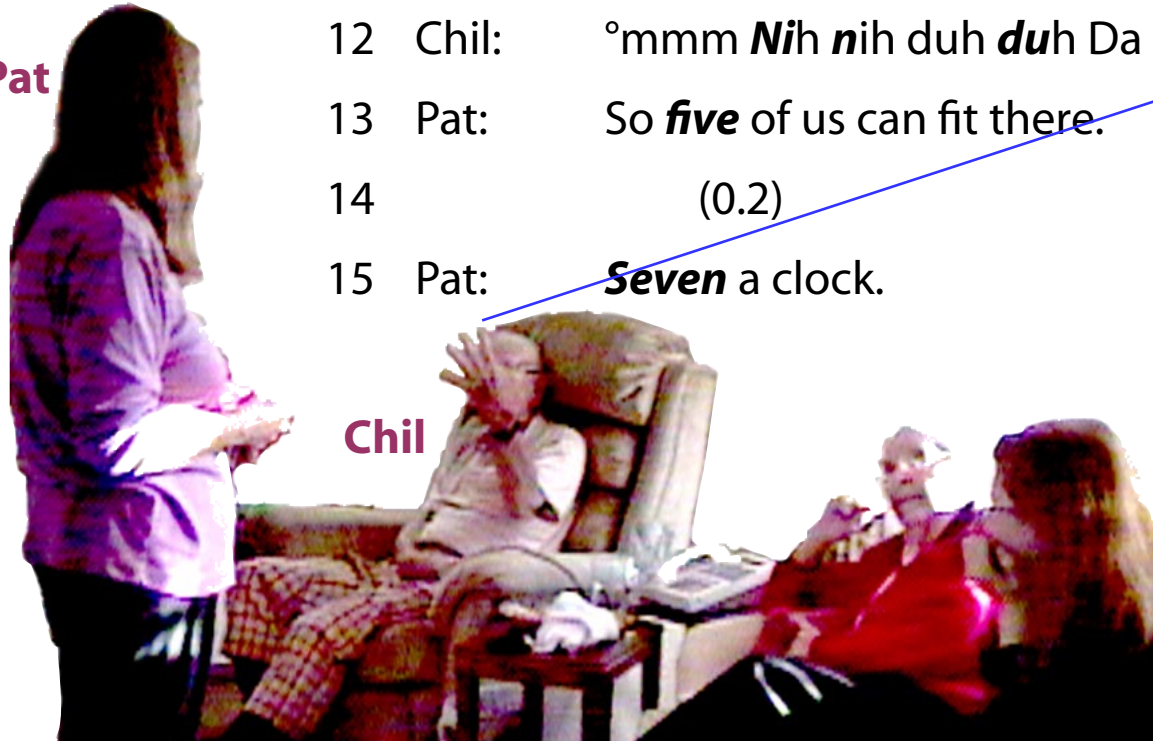 12 Chil: °mmm Nih nih duh duh Da
Pat
13 Pat: So five of us can fit there.
14 (0.2)
15 Pat: Seven a clock.
Chil